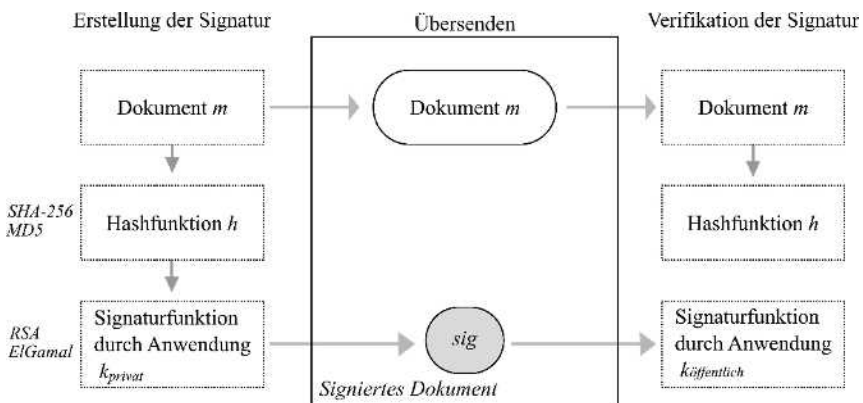 Erstellung der Signatur
Übersenden
Verifikation der Signatur
Dokument m
Dokument m
Dokument m
SHA-256
MD5
Hashfunktion h
Hashfunktion h
RSA
ElGamal
Signaturfunktion
durch Anwendung
kprivat
sig
Signaturfunktion
durch Anwendung
köffentlich
Signiertes Dokument